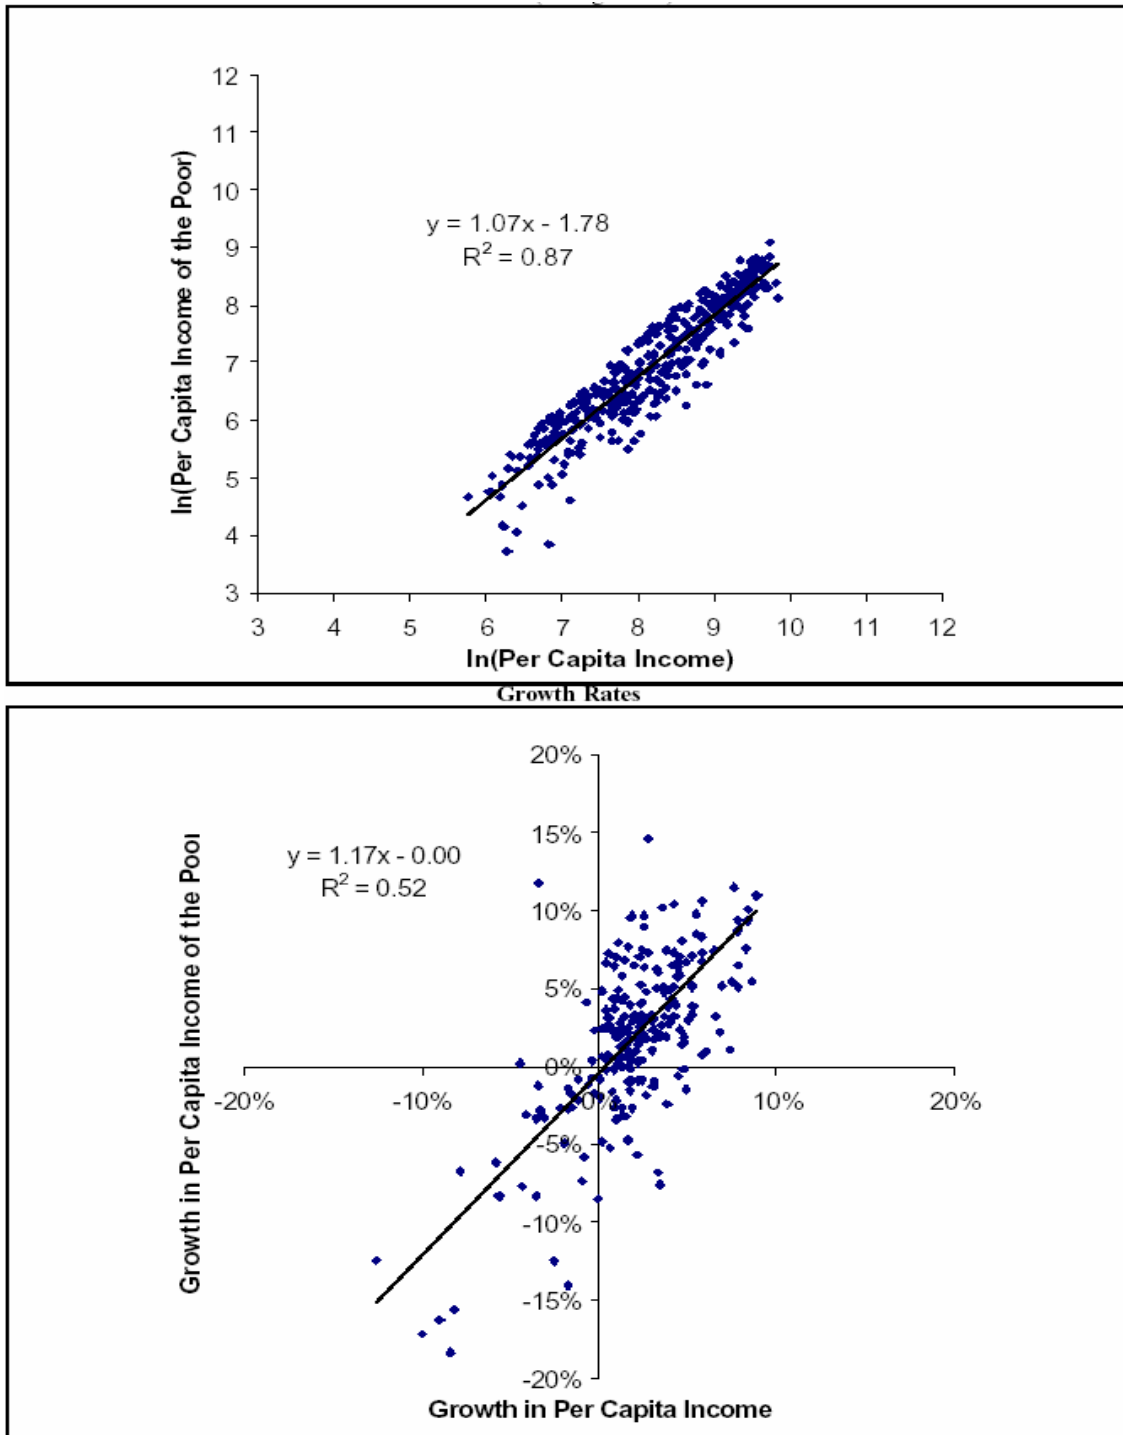 12
11
10
9
8
7
6
5
4
3
ln(Per Capita Income of the Poor)
y = 1.07x - 1.78
R² = 0.87
3 4 5 6 7 8 9 10 11 12
ln(Per Capita Income)
Growth Rates
20%
15%
10%
5%
0%
-5%
-10%
-15%
-20%
Growth in Per Capita Income of the Poor
y = 1.17x - 0.00
R² = 0.52
-20% -10% 0% 10% 20%
Growth in Per Capita Income